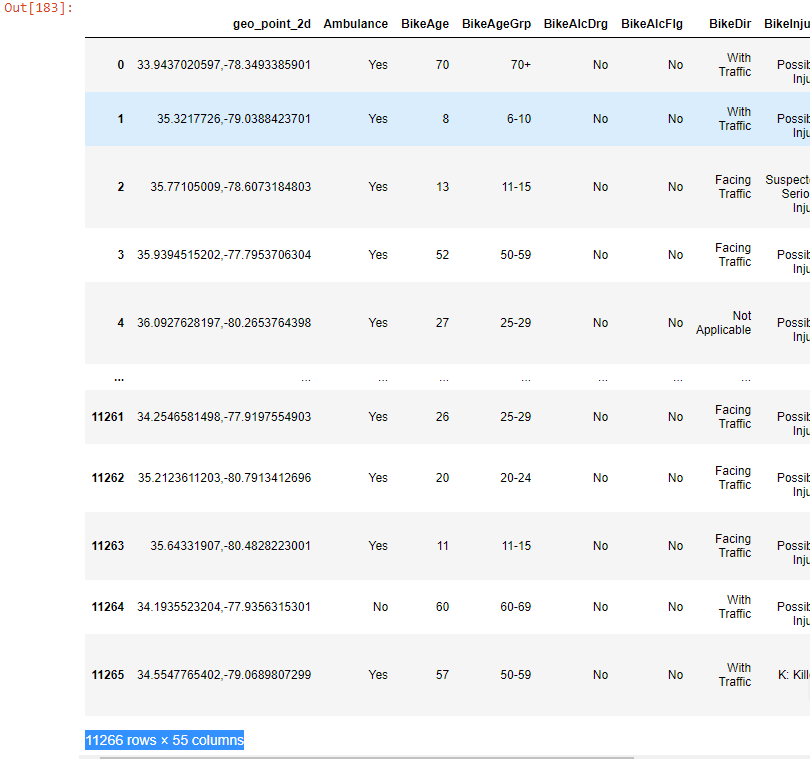 Out[183]:
geo_point_2d Ambulance BikeAge BikeAgeGrp BikeAlcDrg BikeAlcFlg BikeDir BikeInju
0 33.9437020597,-78.3493385901 Yes 70 70+ No No With Traffic Possib Inju
1 35.3217726,-79.0388423701 Yes 8 6-10 No No With Traffic Possib Inju
2 35.77105009,-78.6073184803 Yes 13 11-15 No No Facing Traffic Suspecte Serio Inju
3 35.9394515202,-77.7953706304 Yes 52 50-59 No No Facing Traffic Possib Inju
4 36.0927628197,-80.2653764398 Yes 27 25-29 No No Not Applicable Possib Inju
... ... ... ... ... ... ... ...
11261 34.2546581498,-77.9197554903 Yes 26 25-29 No No Facing Traffic Possib Inju
11262 35.2123611203,-80.7913412696 Yes 20 20-24 No No Facing Traffic Possib Inju
11263 35.64331907,-80.4828223001 Yes 11 11-15 No No Facing Traffic Possib Inju
11264 34.1935523204,-77.9356315301 No 60 60-69 No No With Traffic Possib Inju
11265 34.5547765402,-79.0689807299 Yes 57 50-59 No No With Traffic K: Kill
11266 rows × 55 columns